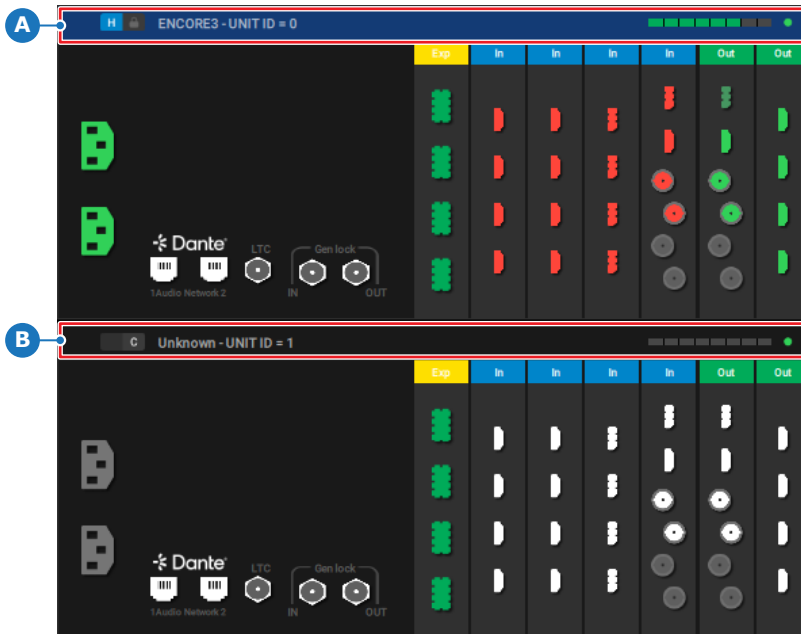 A
H ENCORE3 - UNIT ID = 0
Exp In In In In Out Out
Dante
LTC Gen lock
1Audio Network 2 IN OUT
B
C Unknown - UNIT ID = 1
Exp In In In In Out Out
Dante
LTC Gen lock
1Audio Network 2 IN OUT